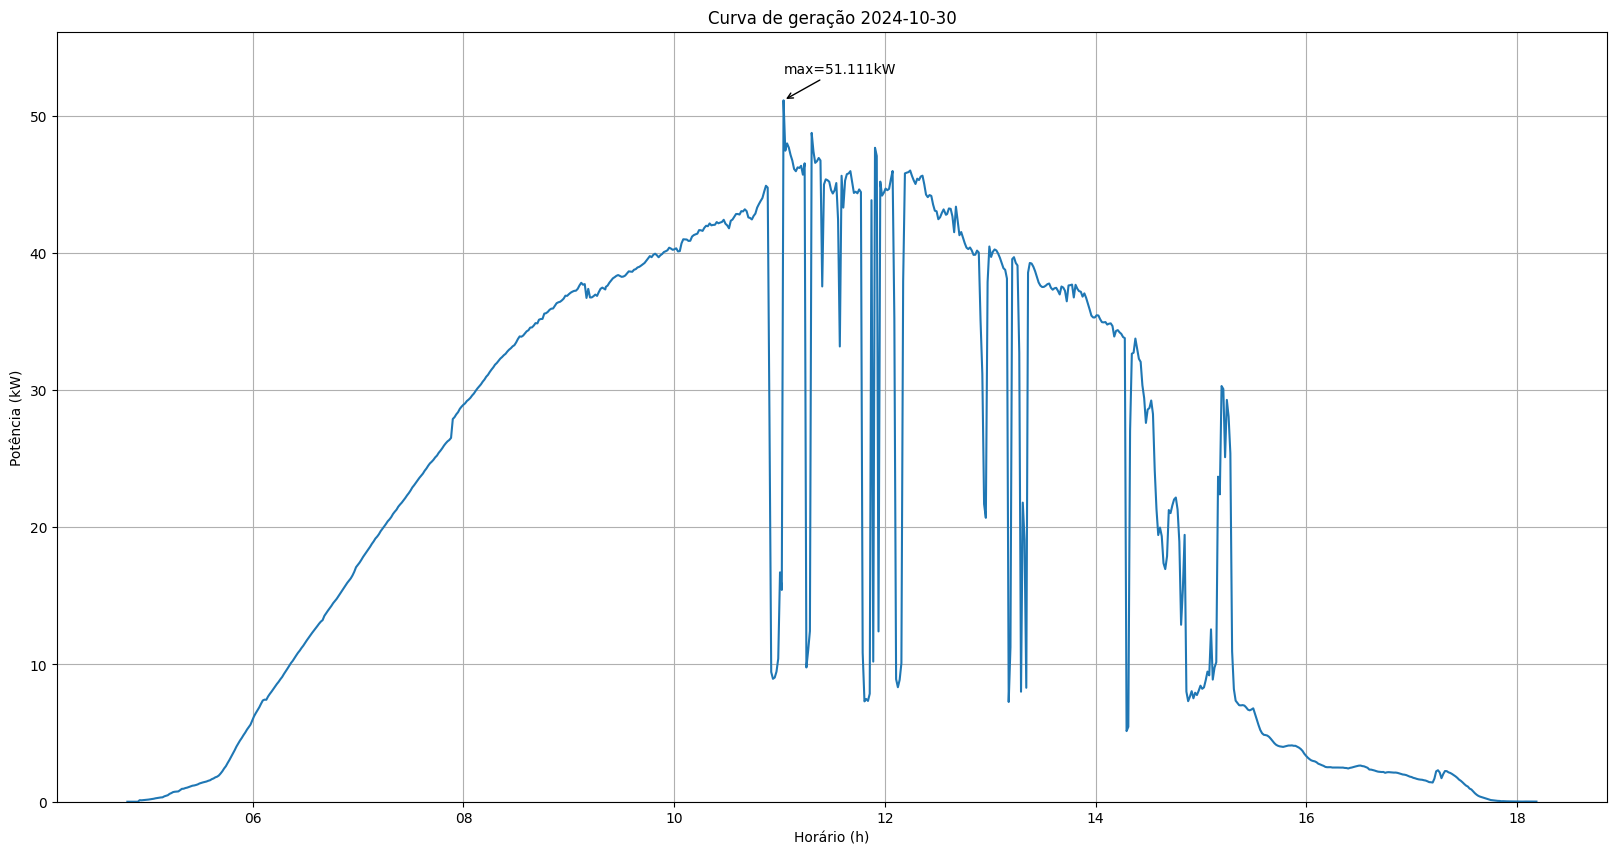 Curva de geração 2024-10-30
max=51.111kW
Potência (kW)
50
40
30
20
10
0
06 08 10 12 14 16 18
Horário (h)